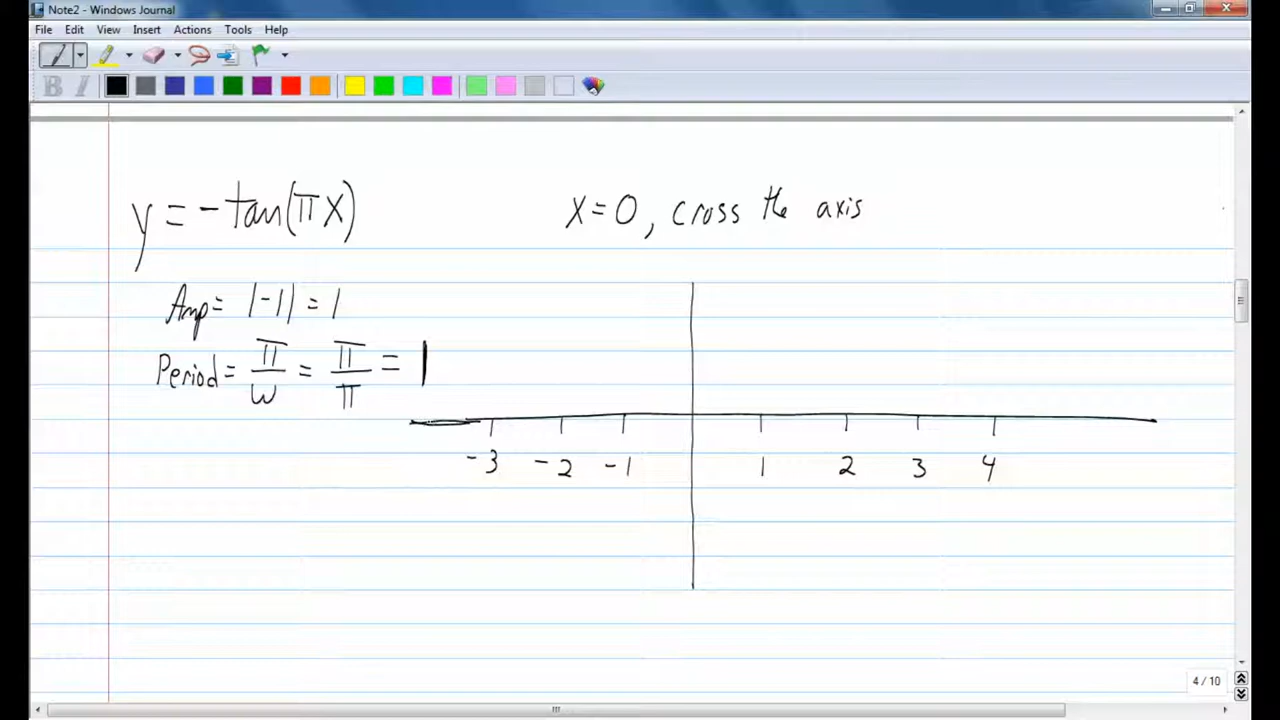 Note2 - Windows Journal
File Edit View Insert Actions Tools Help
B I
y = -tan(πx)
x=0, cross the axis
Amp= |-1| = 1
Period = π/ω = π/π = 1
-3 -2 -1 1 2 3 4
4 / 10